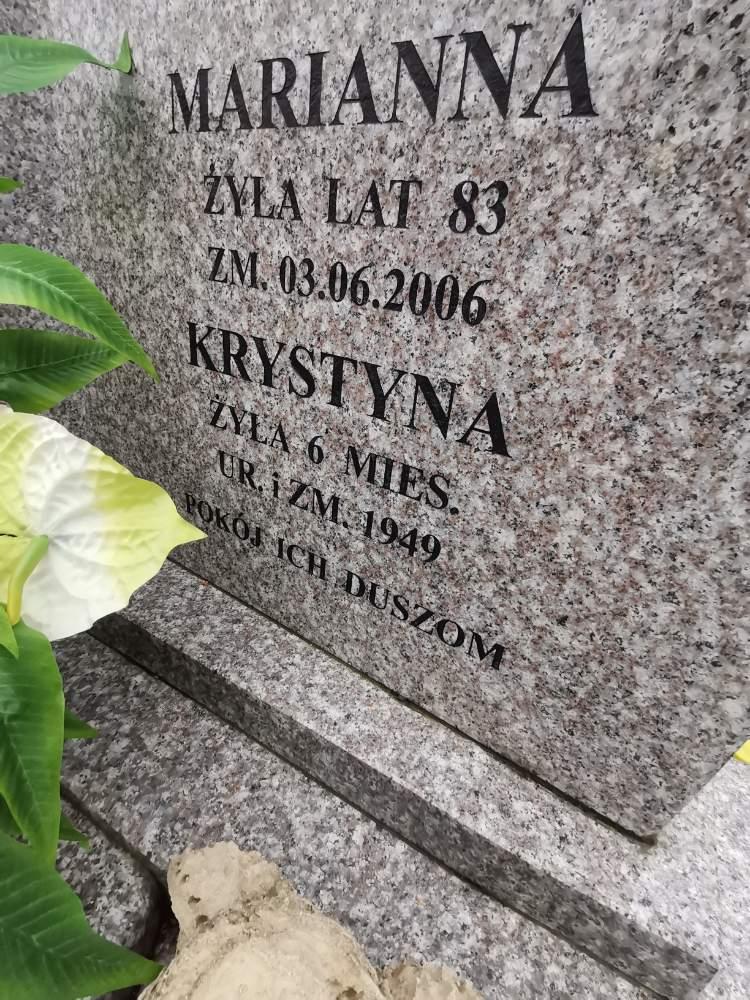 MARIANNA
ŻYŁA LAT 83
ZM. 03.06.2006
KRYSTYNA
ŻYŁA 6 MIES.
UR. i ZM. 1949
POKÓJ ICH DUSZOM